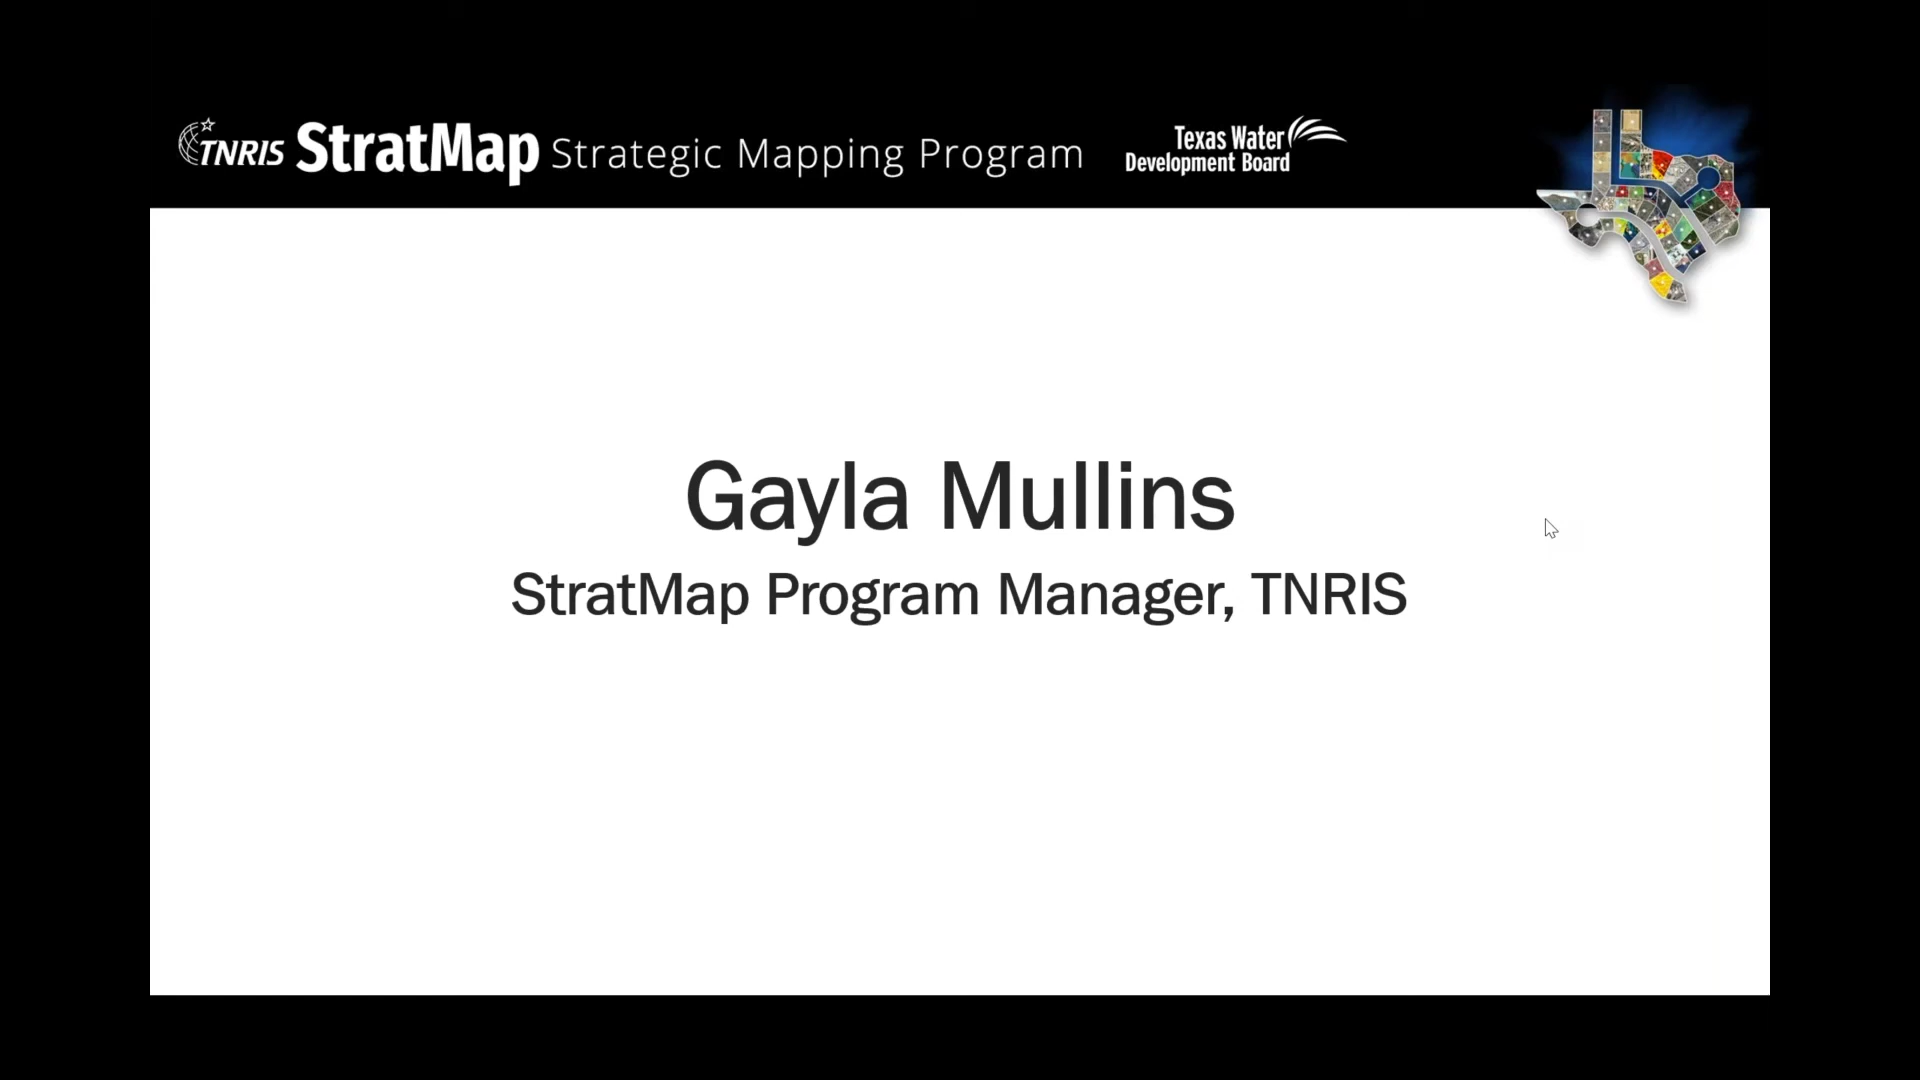 TNRIS StratMap Strategic Mapping Program
Texas Water
Development Board
Gayla Mullins
StratMap Program Manager, TNRIS